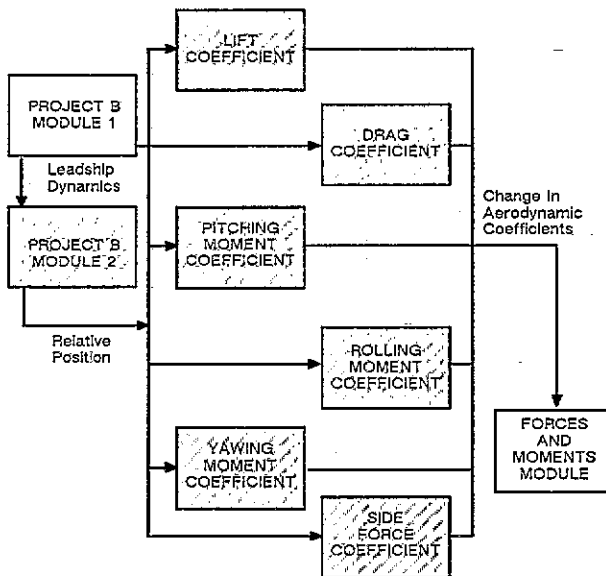 LIFT
COEFFICIENT
PROJECT B
MODULE 1
DRAG
COEFFICIENT
Leadship
Dynamics
Change In
Aerodynamic
Coefficients
PROJECT B
MODULE 2
PITCHING
MOMENT
COEFFICIENT
Relative
Position
ROLLING
MOMENT
COEFFICIENT
FORCES
AND
MOMENTS
MODULE
YAWING
MOMENT
COEFFICIENT
SIDE
FORCE
COEFFICIENT